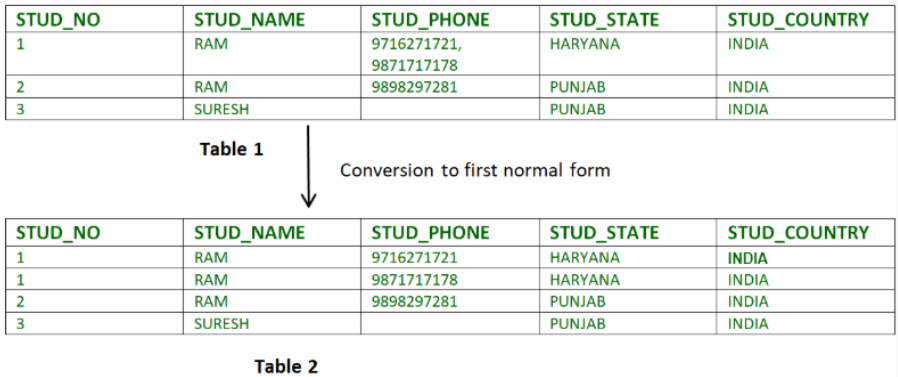 STUD_NO STUD_NAME STUD_PHONE STUD_STATE STUD_COUNTRY
1 RAM 9716271721, HARYANA INDIA
9871717178
2 RAM 9898297281 PUNJAB INDIA
3 SURESH PUNJAB INDIA
Table 1
Conversion to first normal form
STUD_NO STUD_NAME STUD_PHONE STUD_STATE STUD_COUNTRY
1 RAM 9716271721 HARYANA INDIA
1 RAM 9871717178 HARYANA INDIA
2 RAM 9898297281 PUNJAB INDIA
3 SURESH PUNJAB INDIA
Table 2